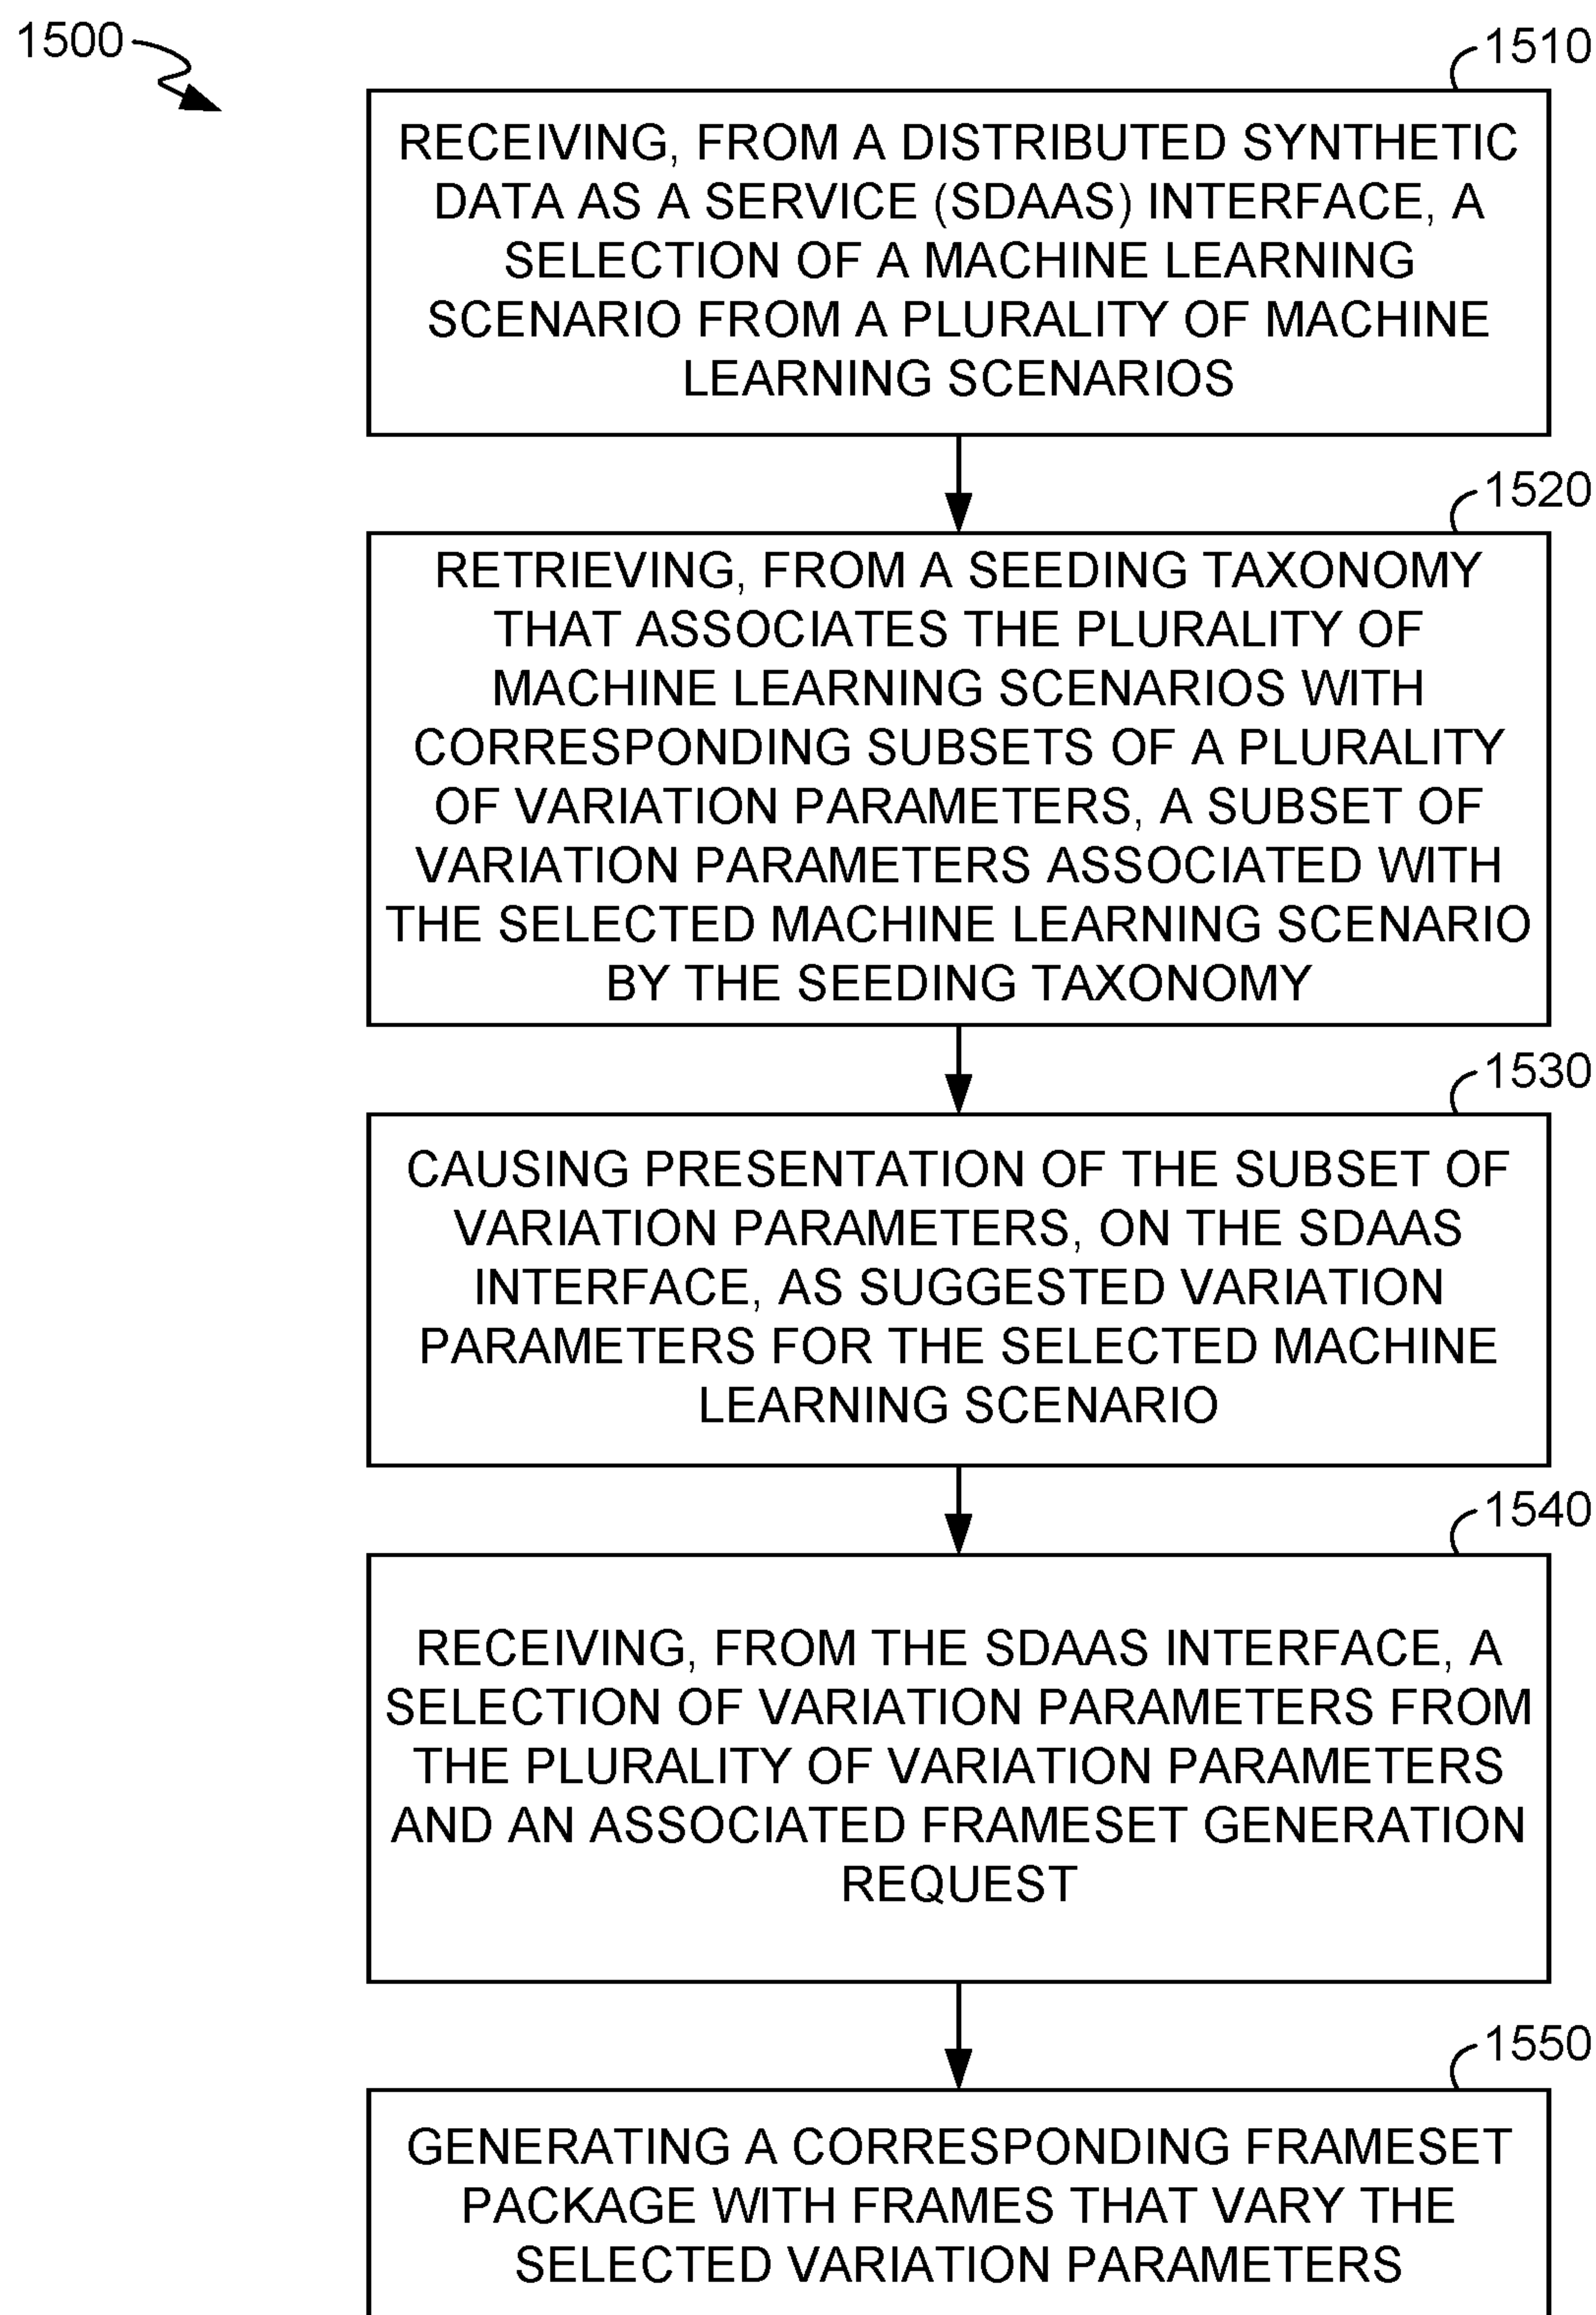 1500
1510
RECEIVING, FROM A DISTRIBUTED SYNTHETIC
DATA AS A SERVICE (SDAAS) INTERFACE, A
SELECTION OF A MACHINE LEARNING
SCENARIO FROM A PLURALITY OF MACHINE
LEARNING SCENARIOS
1520
RETRIEVING, FROM A SEEDING TAXONOMY
THAT ASSOCIATES THE PLURALITY OF
MACHINE LEARNING SCENARIOS WITH
CORRESPONDING SUBSETS OF A PLURALITY
OF VARIATION PARAMETERS, A SUBSET OF
VARIATION PARAMETERS ASSOCIATED WITH
THE SELECTED MACHINE LEARNING SCENARIO
BY THE SEEDING TAXONOMY
1530
CAUSING PRESENTATION OF THE SUBSET OF
VARIATION PARAMETERS, ON THE SDAAS
INTERFACE, AS SUGGESTED VARIATION
PARAMETERS FOR THE SELECTED MACHINE
LEARNING SCENARIO
1540
RECEIVING, FROM THE SDAAS INTERFACE, A
SELECTION OF VARIATION PARAMETERS FROM
THE PLURALITY OF VARIATION PARAMETERS
AND AN ASSOCIATED FRAMESET GENERATION
REQUEST
1550
GENERATING A CORRESPONDING FRAMESET
PACKAGE WITH FRAMES THAT VARY THE
SELECTED VARIATION PARAMETERS